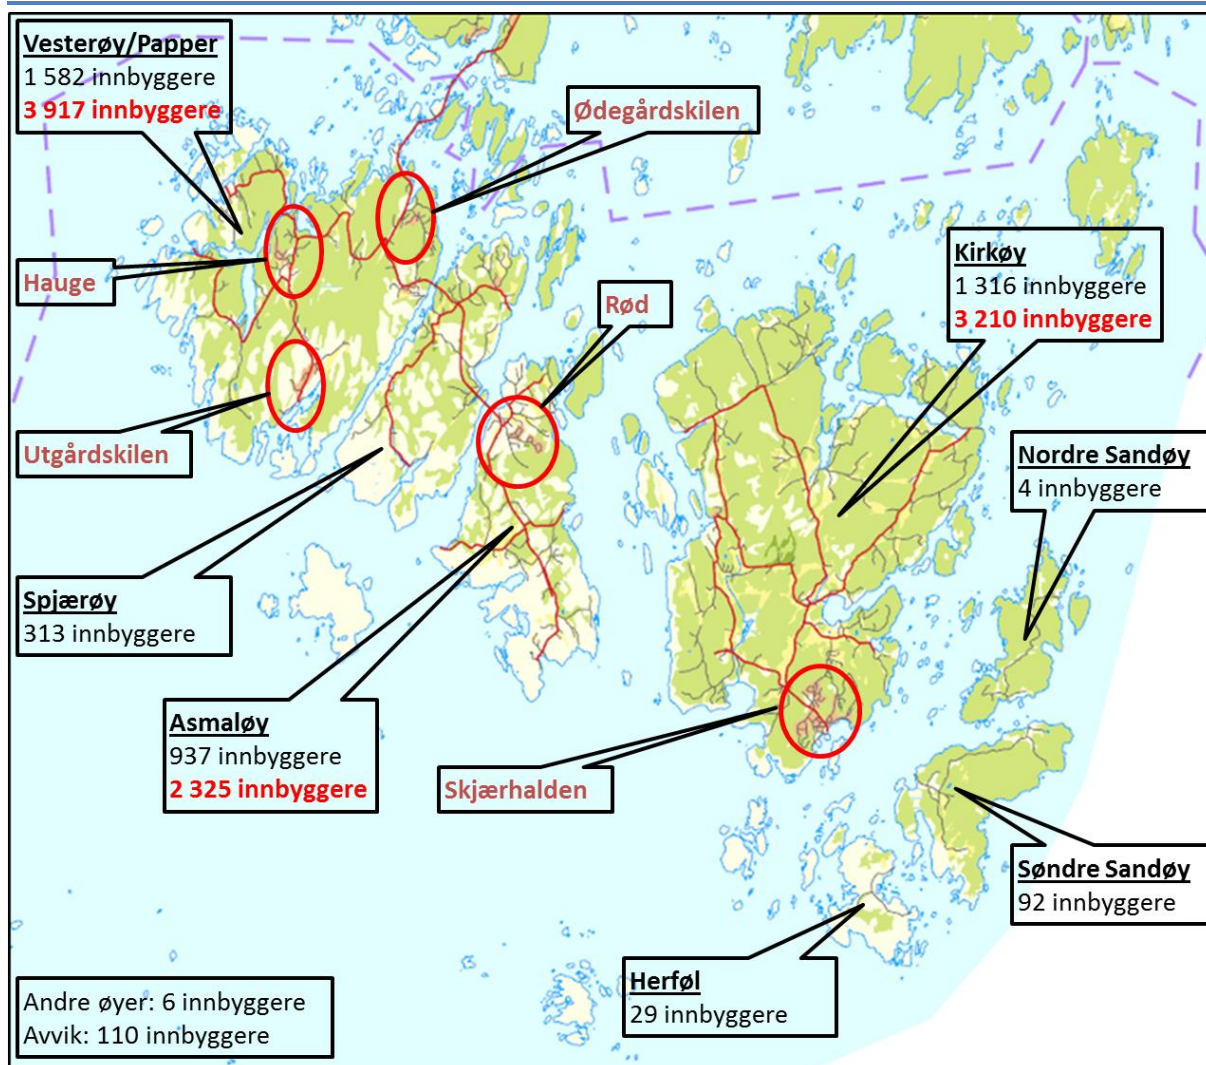 Vesterøy/Papper
1 582 innbyggere
3 917 innbyggere
Ødegårdskilen
Kirkøy
1 316 innbyggere
3 210 innbyggere
Hauge
Rød
Utgårdskilen
Nordre Sandøy
4 innbyggere
Spjærøy
313 innbyggere
Asmaløy
937 innbyggere
2 325 innbyggere
Skjærhalden
Søndre Sandøy
92 innbyggere
Herføl
29 innbyggere
Andre øyer: 6 innbyggere
Avvik: 110 innbyggere